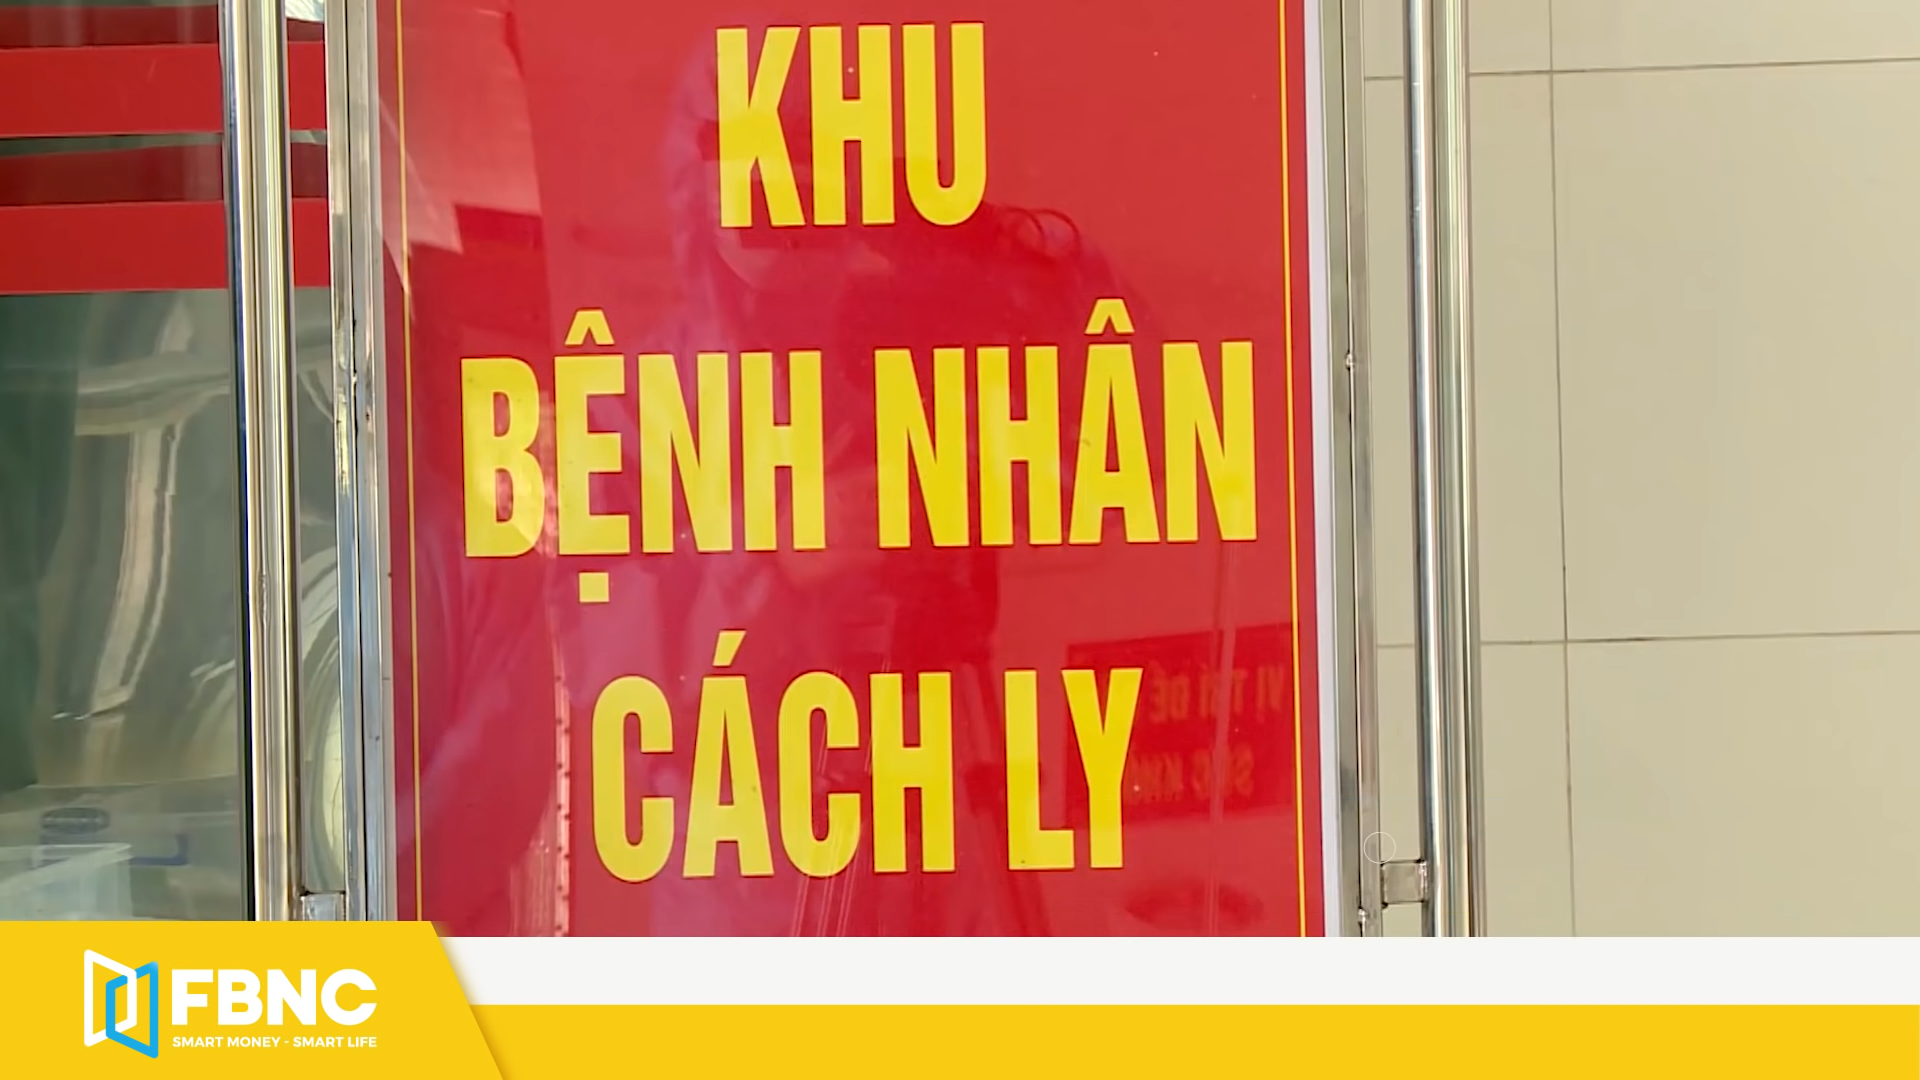 KHU
BỆNH NHÂN
CÁCH LY
FBNC
SMART MONEY - SMART LIFE